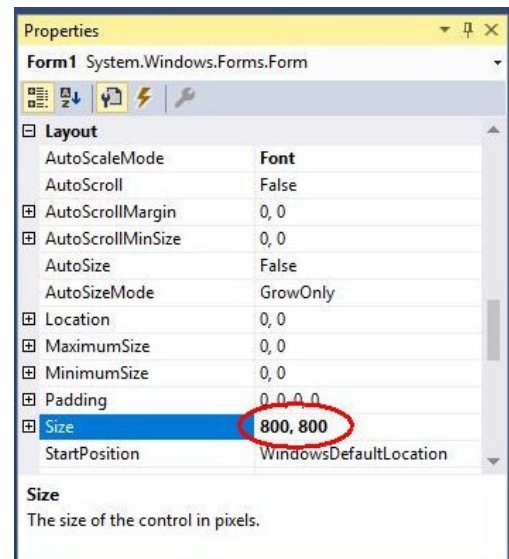 Properties
Form1 System.Windows.Forms.Form
Layout
AutoScaleMode Font
AutoScroll False
AutoScrollMargin 0, 0
AutoScrollMinSize 0, 0
AutoSize False
AutoSizeMode GrowOnly
Location 0, 0
MaximumSize 0, 0
MinimumSize 0, 0
Padding 0, 0, 0, 0
Size 800, 800
StartPosition WindowsDefaultLocation
Size
The size of the control in pixels.